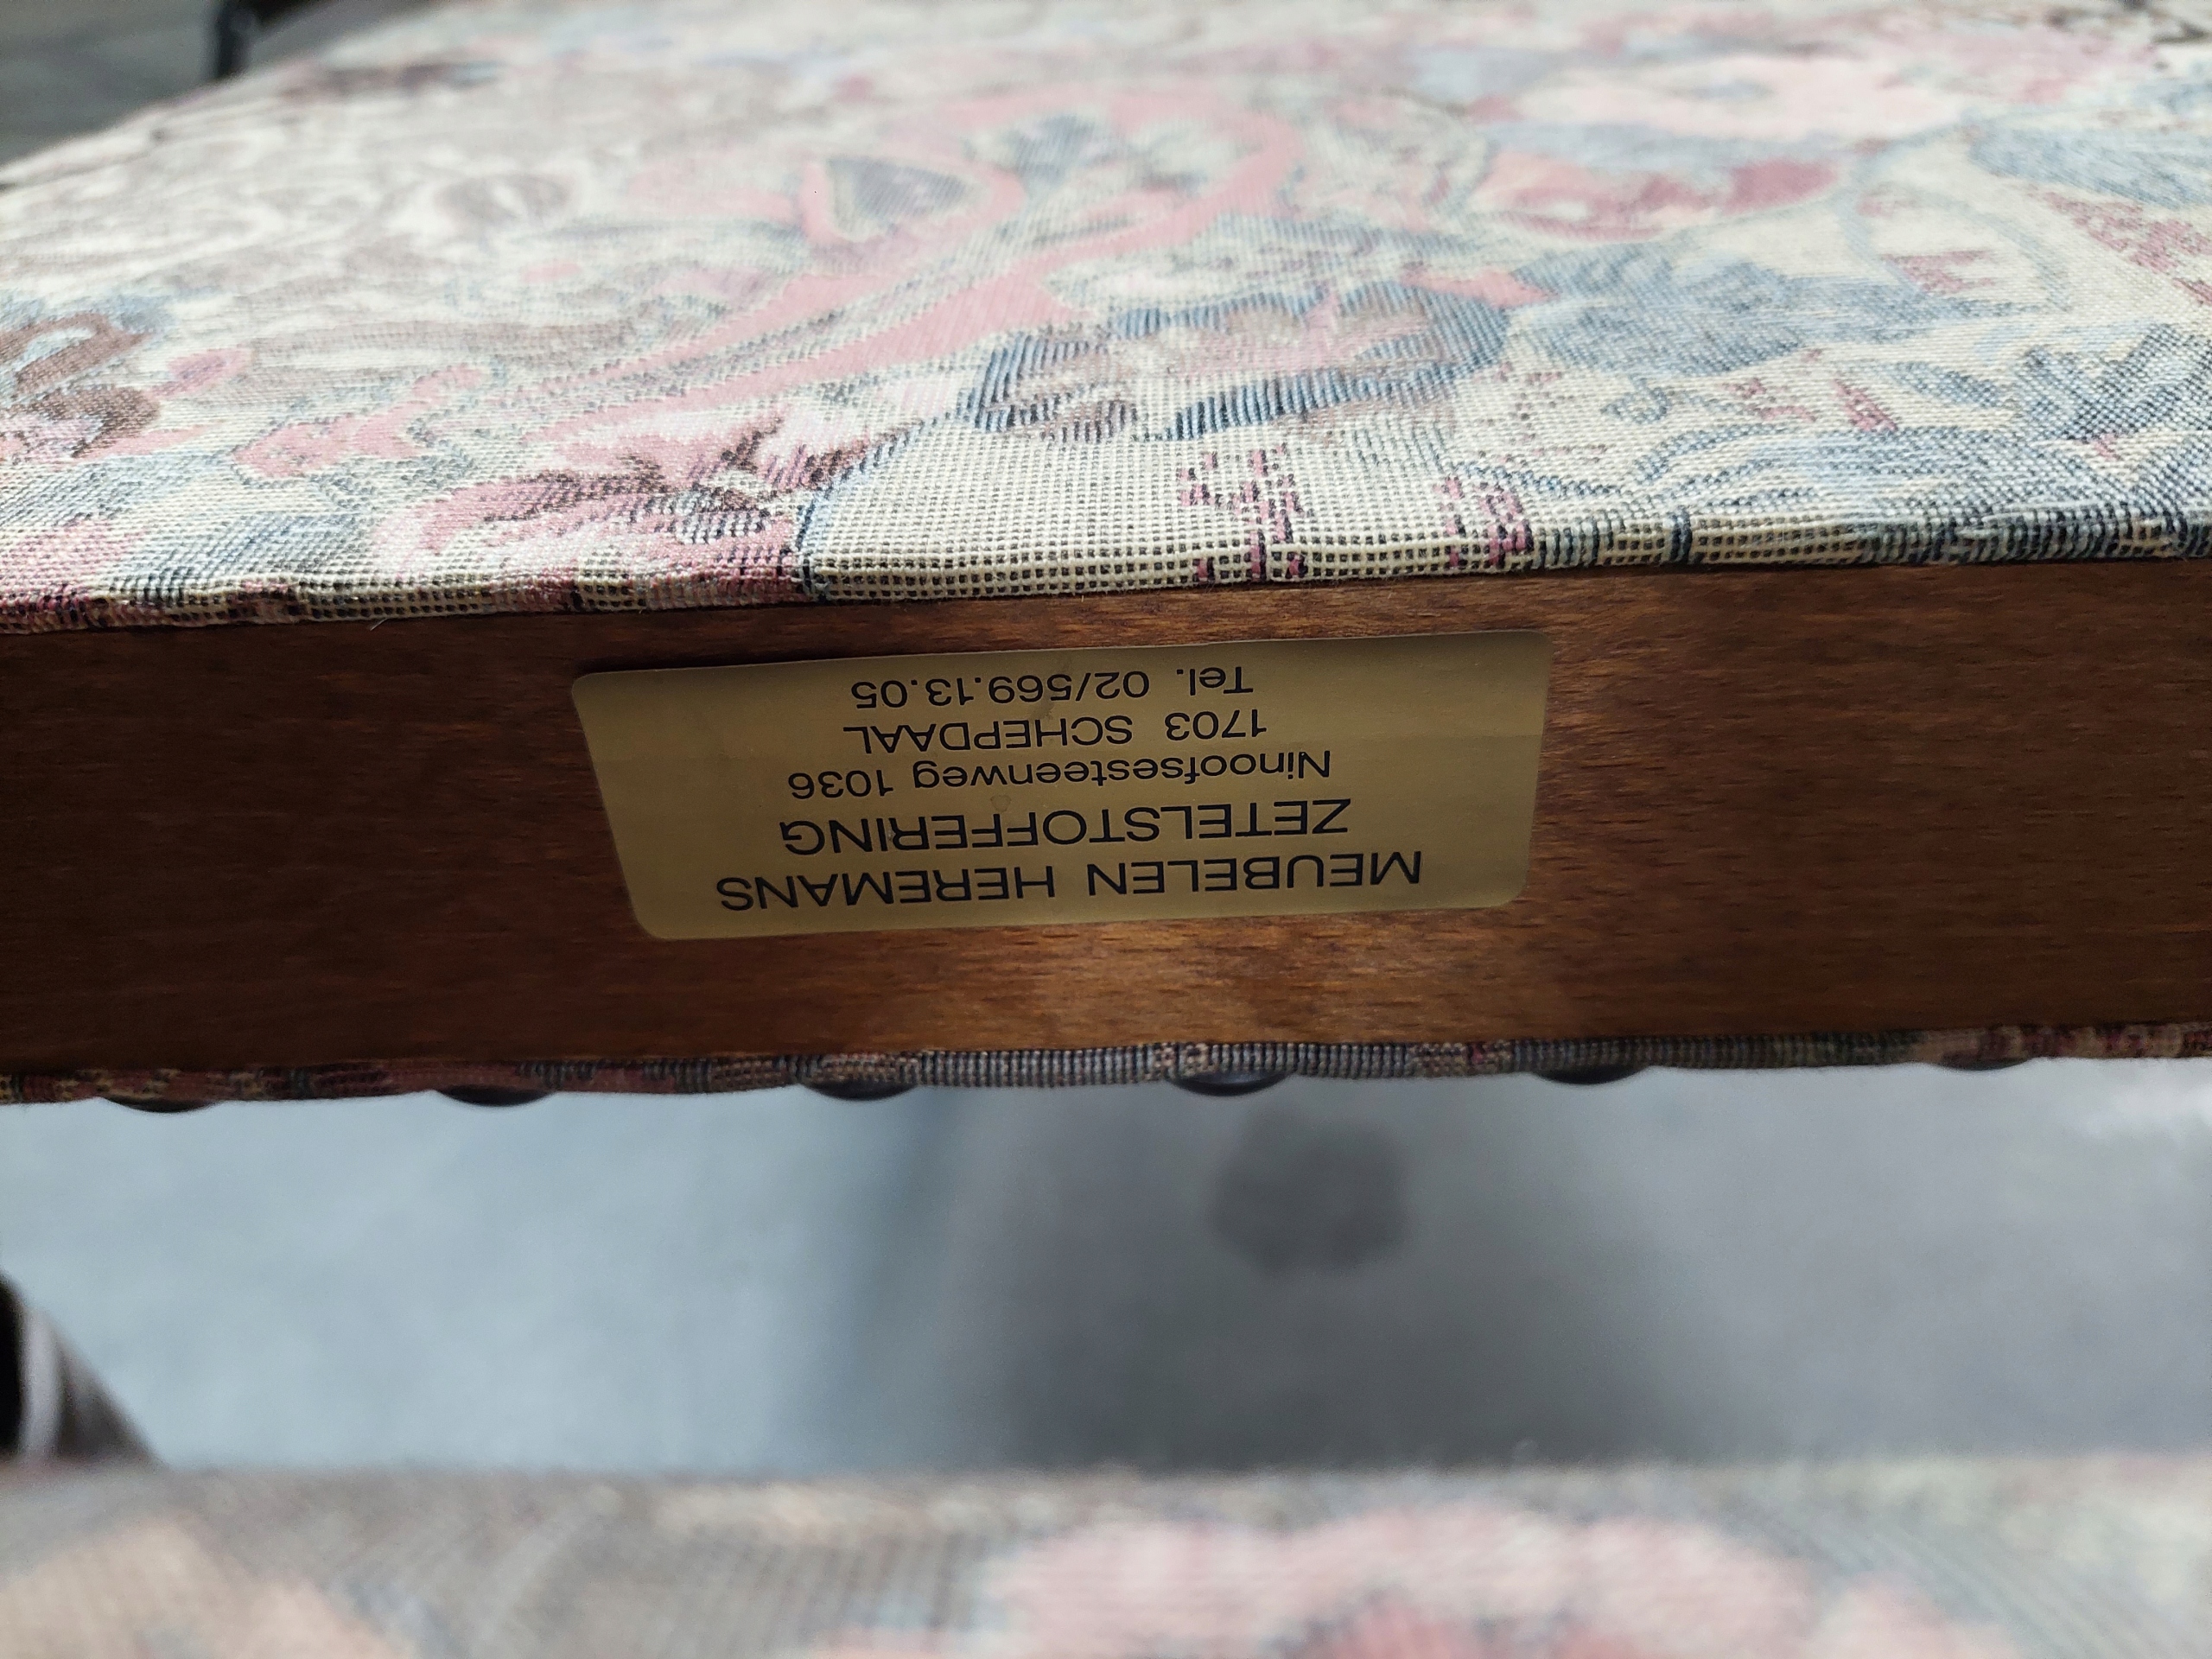 MEUBELEN HEREMANS
ZETELSTOFFERING
Ninoofsesteenweg 1036
1703 SCHEPDAAL
Tel. 02/569.13.05